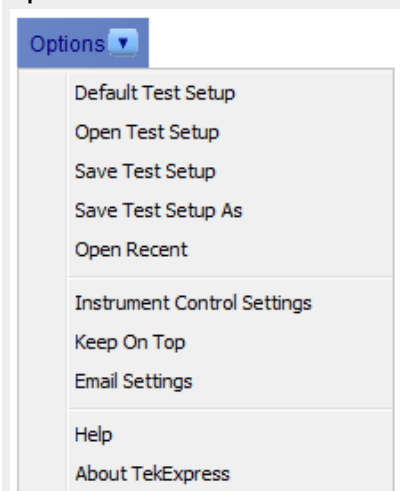 Options
Default Test Setup
Open Test Setup
Save Test Setup
Save Test Setup As
Open Recent
Instrument Control Settings
Keep On Top
Email Settings
Help
About TekExpress